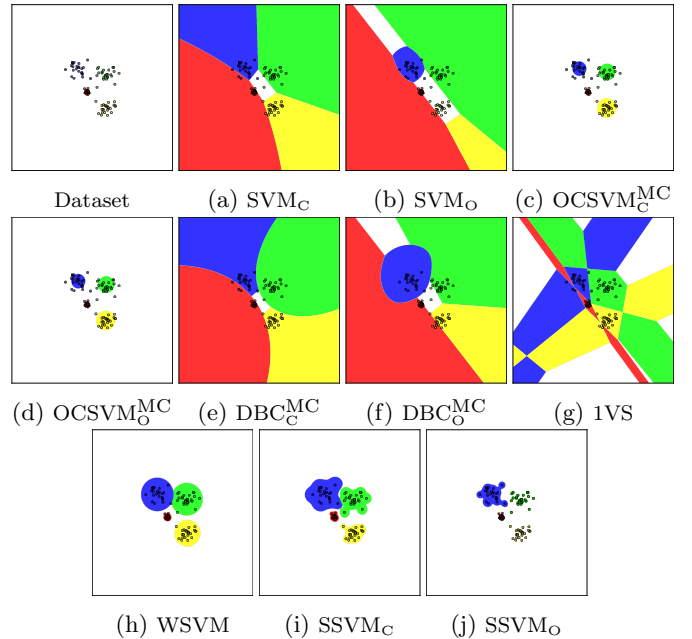 Dataset
(a) SVM_C
(b) SVM_O
(c) OCSVM_C^MC
(d) OCSVM_O^MC
(e) DBC_C^MC
(f) DBC_O^MC
(g) 1VS
(h) WSVM
(i) SSVM_C
(j) SSVM_O